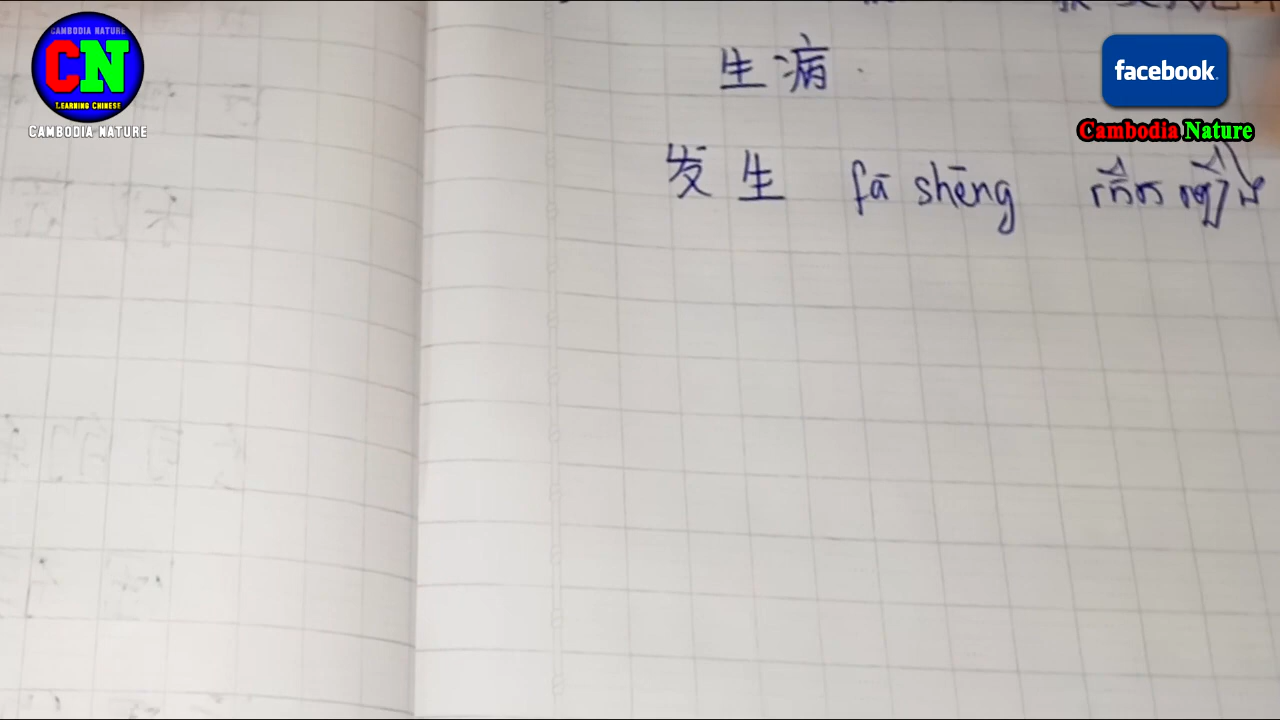 CAMBODIA NATURE
CN
Learning Chinese
CAMBODIA NATURE
facebook
Cambodia Nature
生病
发生 fā shēng កើតឡើង